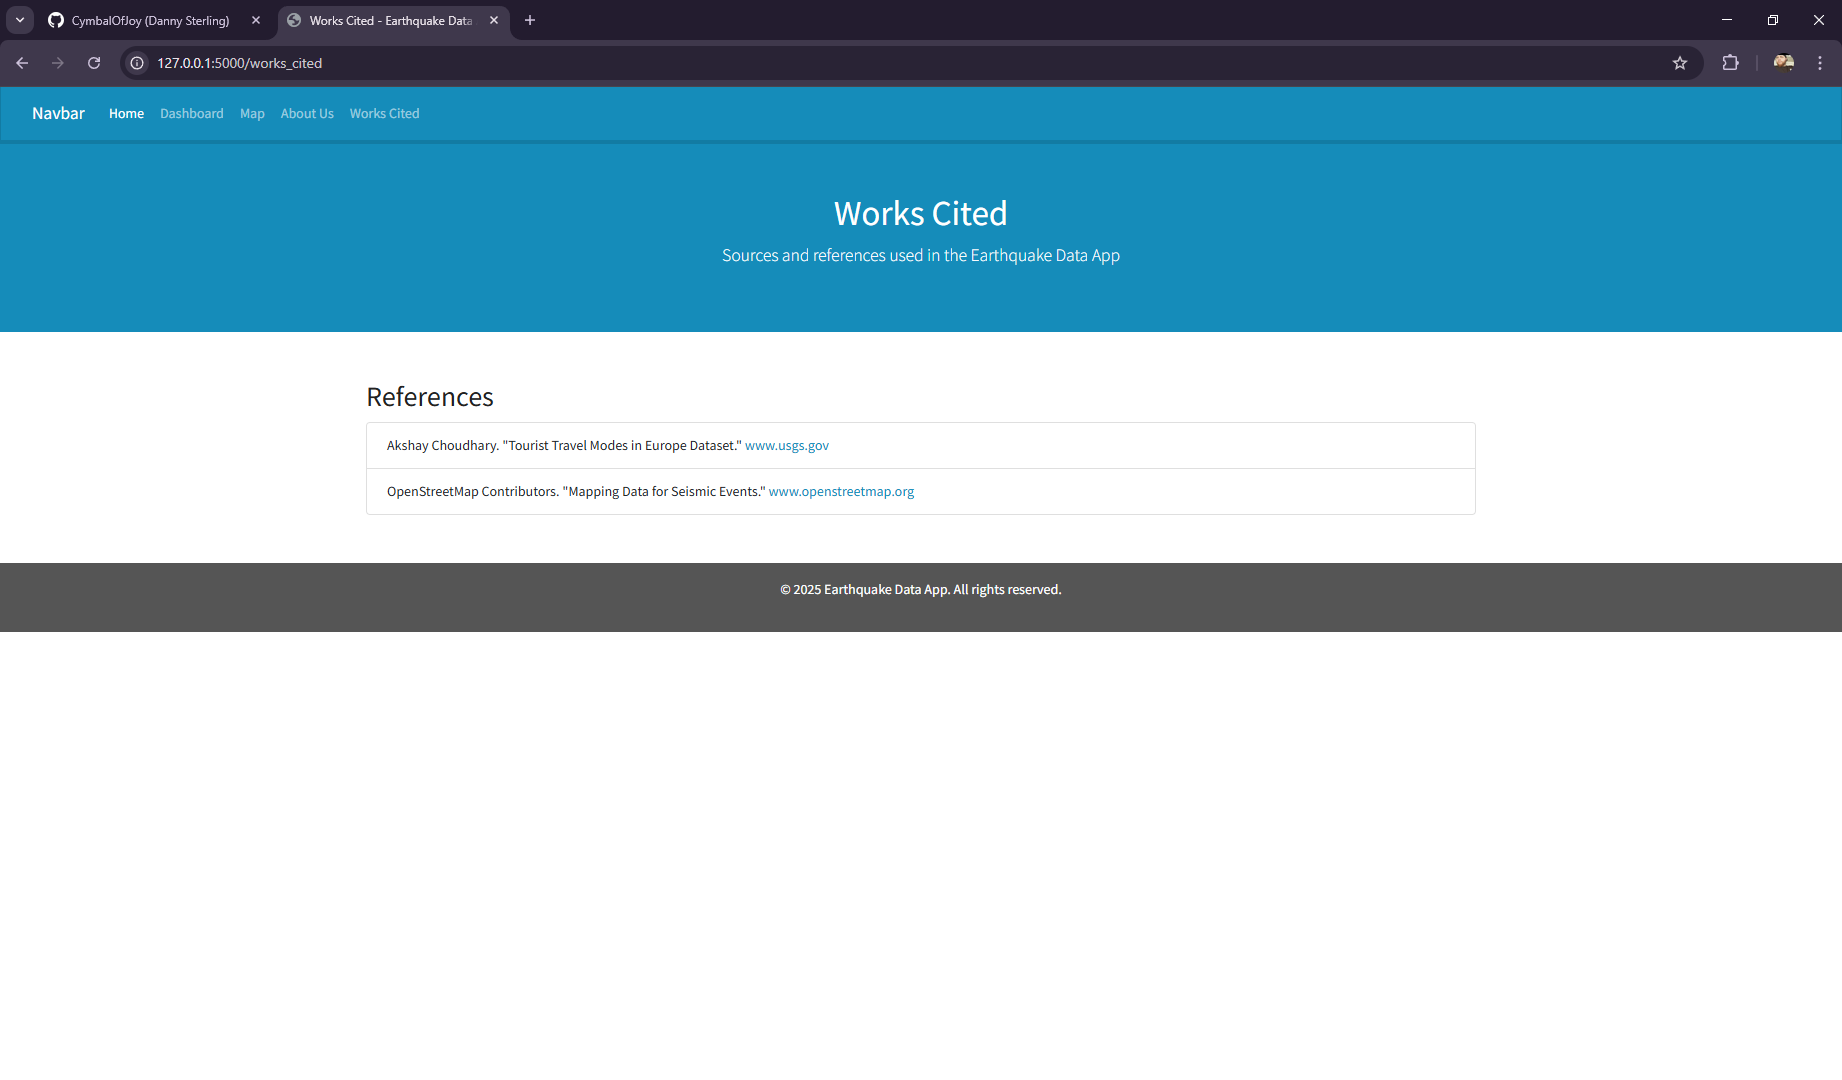 CymbalOfJoy (Danny Sterling)
Works Cited - Earthquake Data
127.0.0.1:5000/works_cited
Navbar Home Dashboard Map About Us Works Cited
Works Cited
Sources and references used in the Earthquake Data App
References
Akshay Choudhary. "Tourist Travel Modes in Europe Dataset." www.usgs.gov
OpenStreetMap Contributors. "Mapping Data for Seismic Events." www.openstreetmap.org
© 2025 Earthquake Data App. All rights reserved.